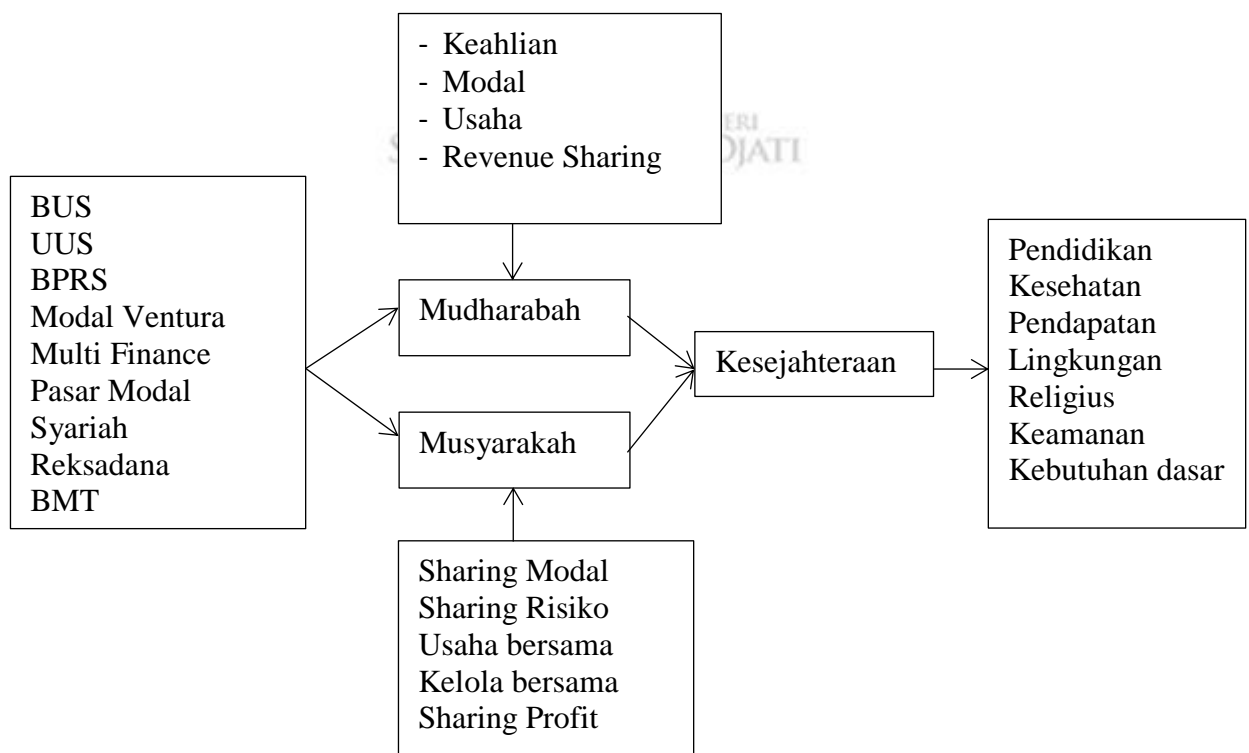 - Keahlian
- Modal
- Usaha
- Revenue Sharing
BUS
UUS
BPRS
Modal Ventura
Multi Finance
Pasar Modal
Syariah
Reksadana
BMT
Mudharabah
Musyarakah
Sharing Modal
Sharing Risiko
Usaha bersama
Kelola bersama
Sharing Profit
Kesejahteraan
Pendidikan
Kesehatan
Pendapatan
Lingkungan
Religius
Keamanan
Kebutuhan dasar